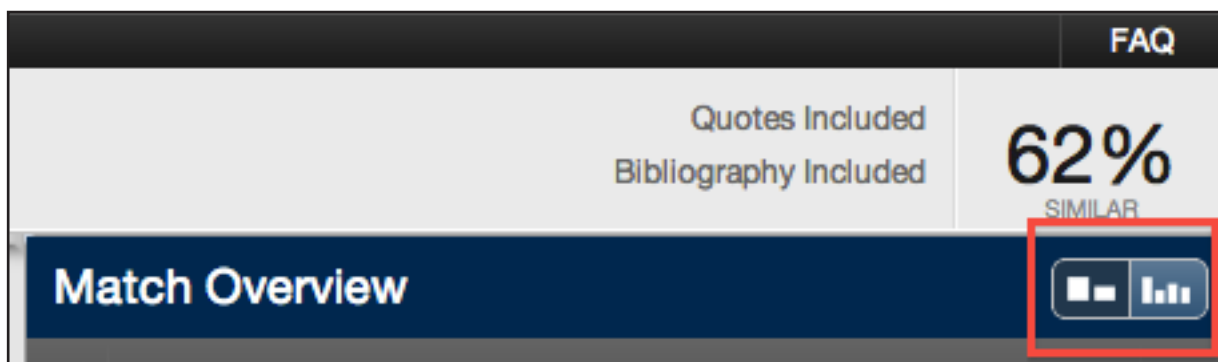 FAQ
Quotes Included
62%
Bibliography Included
SIMILAR
Match Overview